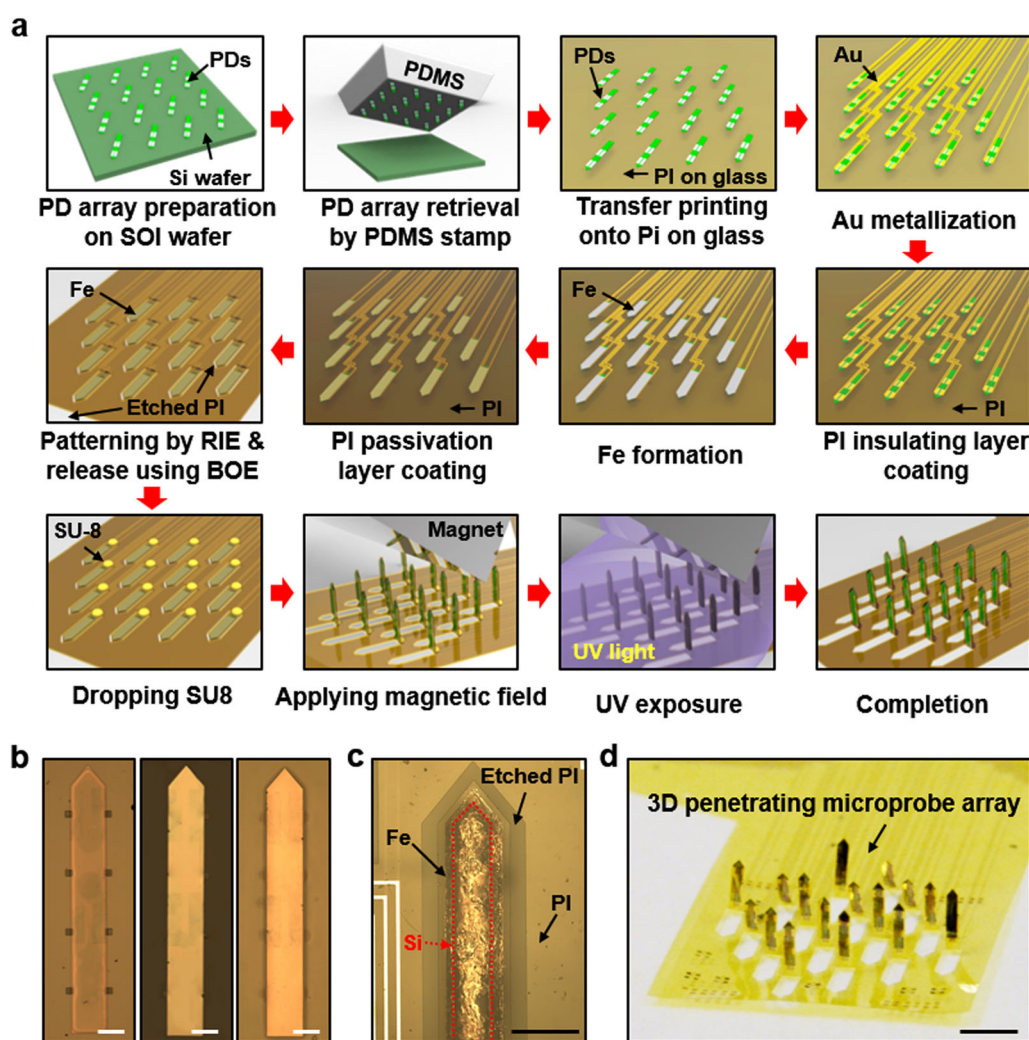 a
PDs
Si wafer
PD array preparation
on SOI wafer
PDMS
PD array retrieval
by PDMS stamp
PDs
PI on glass
Transfer printing
onto Pi on glass
Au
Au metallization
Fe
Etched PI
Patterning by RIE &
release using BOE
PI
PI passivation
layer coating
Fe
Fe formation
PI
PI insulating layer
coating
SU-8
Dropping SU8
Magnet
Applying magnetic field
UV light
UV exposure
Completion
b
c
Etched PI
Fe
PI
Si
d
3D penetrating microprobe array